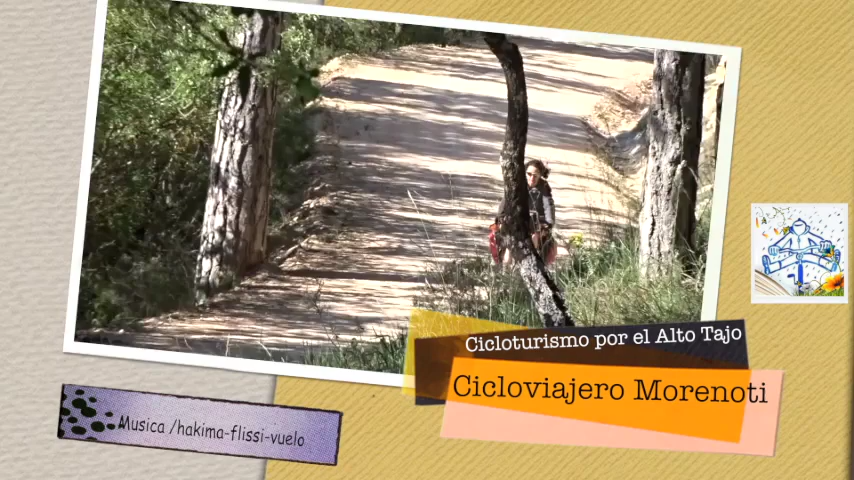 Cicloturismo por el Alto Tajo
Cicloviajero Morenoti
Musica /hakima-flissi-vuelo